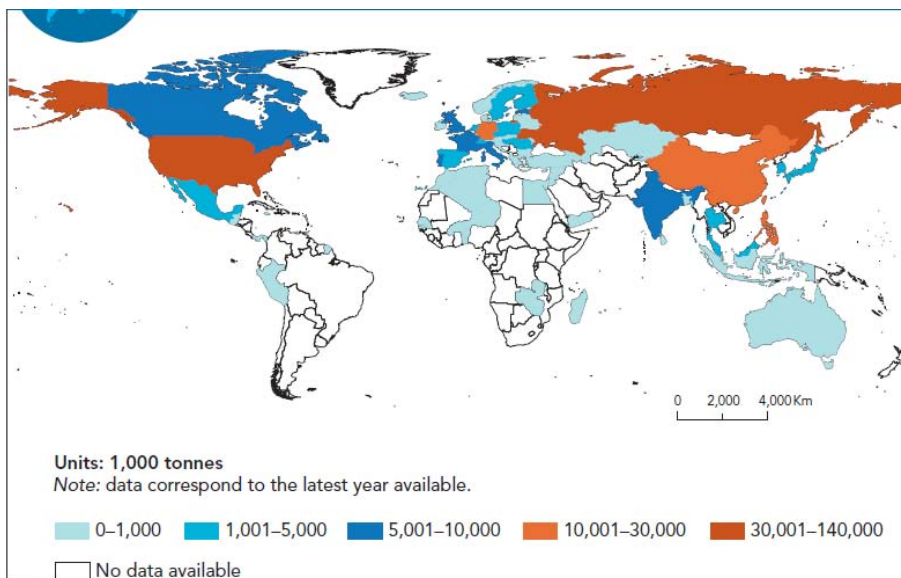 0 2,000 4,000 Km
Units: 1,000 tonnes
Note: data correspond to the latest year available.
0–1,000 1,001–5,000 5,001–10,000 10,001–30,000 30,001–140,000
No data available